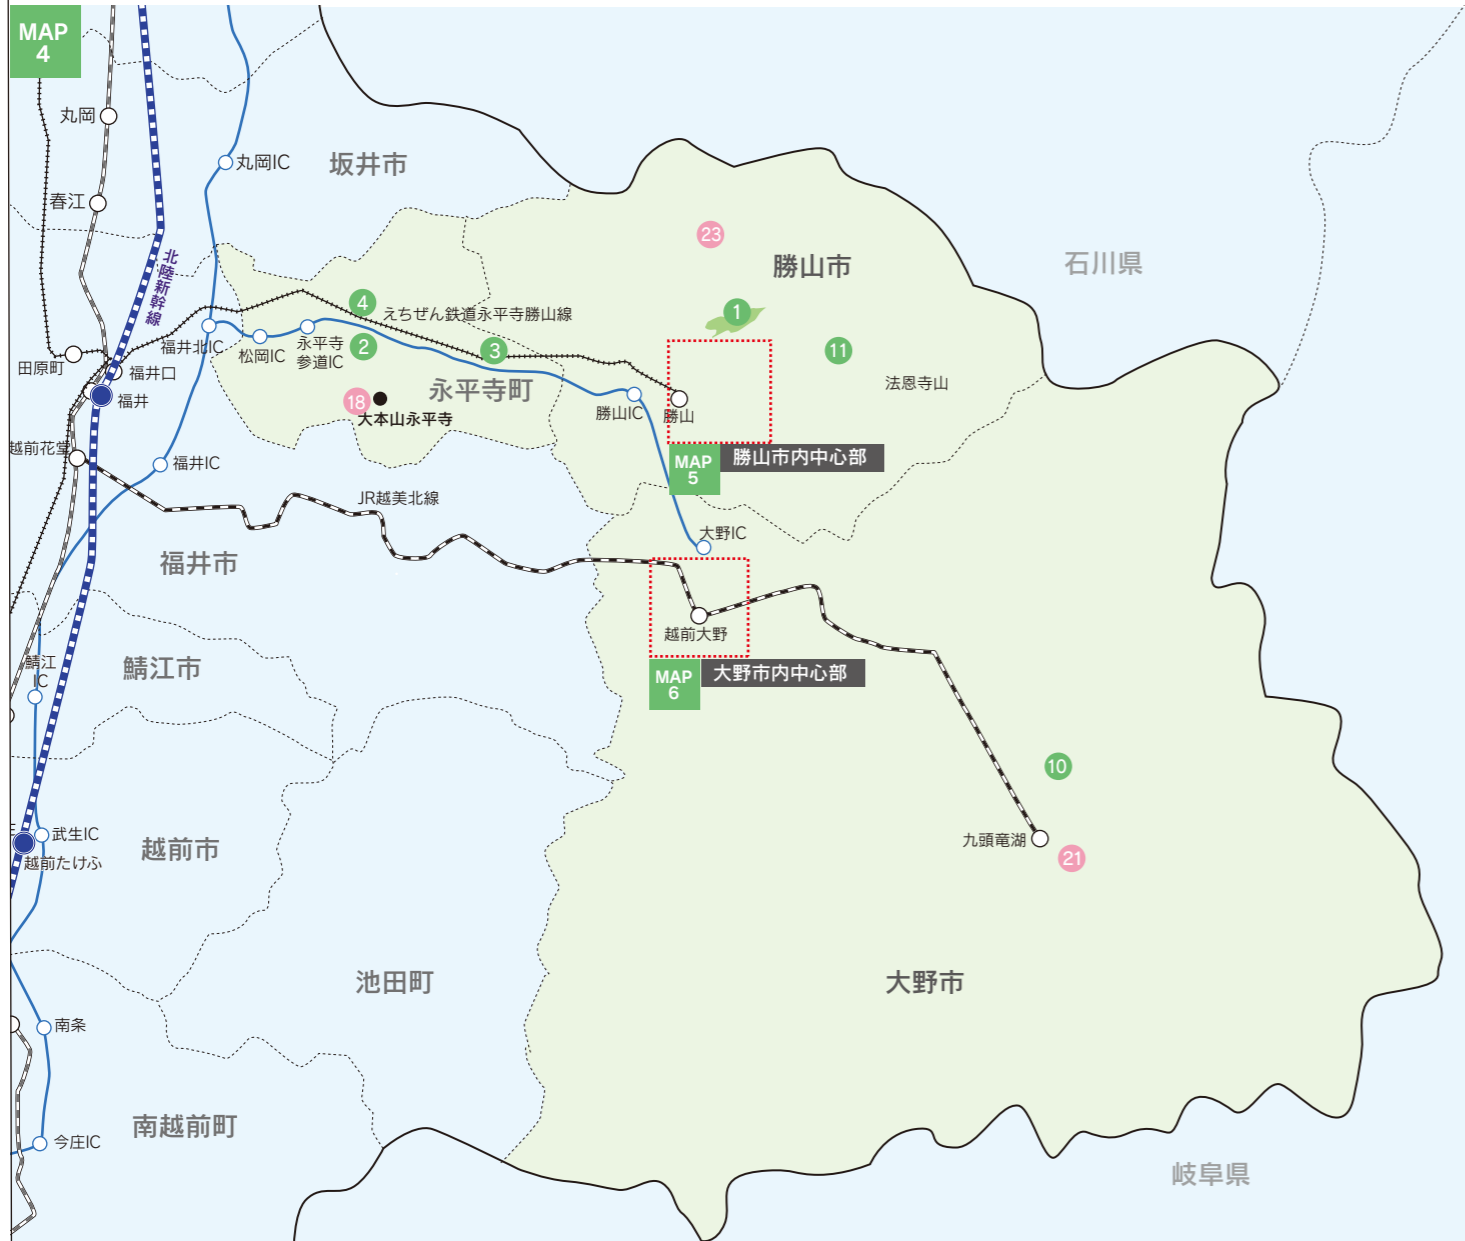 MAP
4
丸岡
丸岡IC
坂井市
春江
北陸新幹線
23
勝山市
石川県
4
えちぜん鉄道永平寺勝山線
1
福井北IC
松岡IC
永平寺
参道IC
2
3
11
田原町
福井口
福井
永平寺町
法恩寺山
18
大本山永平寺
勝山IC
勝山
越前花堂
福井IC
MAP
5
勝山市内中心部
JR越美北線
大野IC
福井市
越前大野
鯖江
IC
鯖江市
MAP
6
大野市内中心部
10
武生IC
越前たけふ
越前市
九頭竜湖
21
池田町
大野市
南条
南越前町
今庄IC
岐阜県